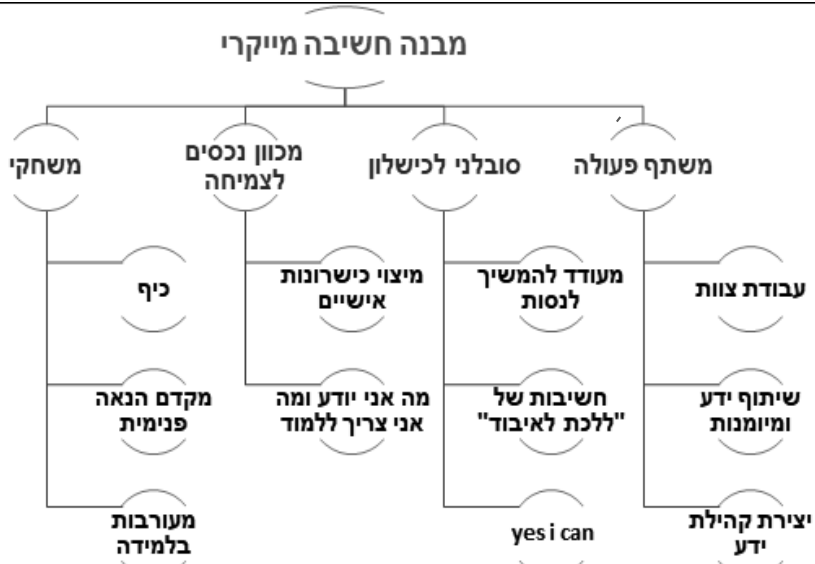 מבנה חשיבה מייקרי
משתף פעולה
סובלני לכישלון
מכוון נכסים
לצמיחה
משחקי
עבודת צוות
שיתוף ידע
ומיומנות
יצירת קהילת
ידע
מעודד להמשיך
לנסות
חשיבות של
"ללכת לאיבוד"
yes i can
מיצוי כישרונות
אישיים
מה אני יודע ומה
אני צריך ללמוד
כיף
מקדם הנאה
פנימית
מעורבות
בלמידה